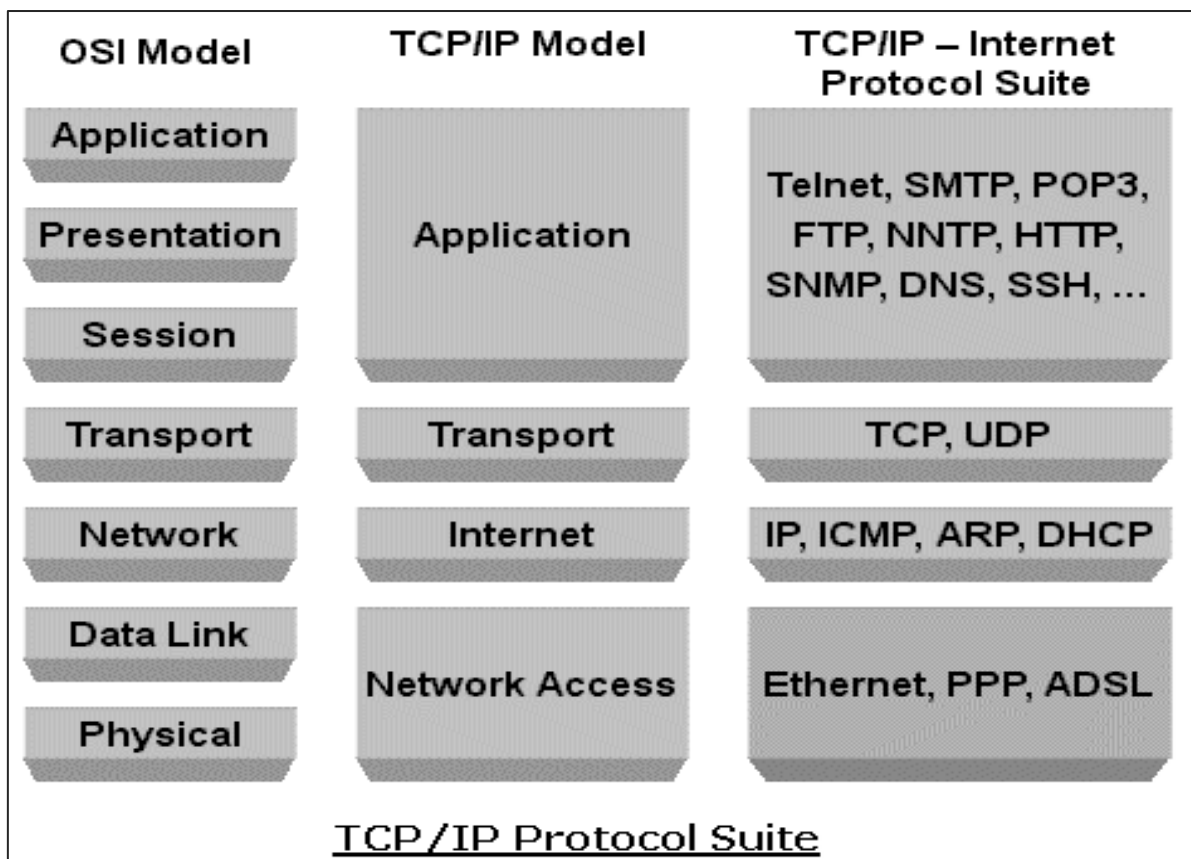 OSI Model
TCP/IP Model
TCP/IP – Internet
Protocol Suite
Application
Presentation
Session
Transport
Network
Data Link
Physical
Application
Transport
Internet
Network Access
Telnet, SMTP, POP3,
FTP, NNTP, HTTP,
SNMP, DNS, SSH, ...
TCP, UDP
IP, ICMP, ARP, DHCP
Ethernet, PPP, ADSL
TCP/IP Protocol Suite